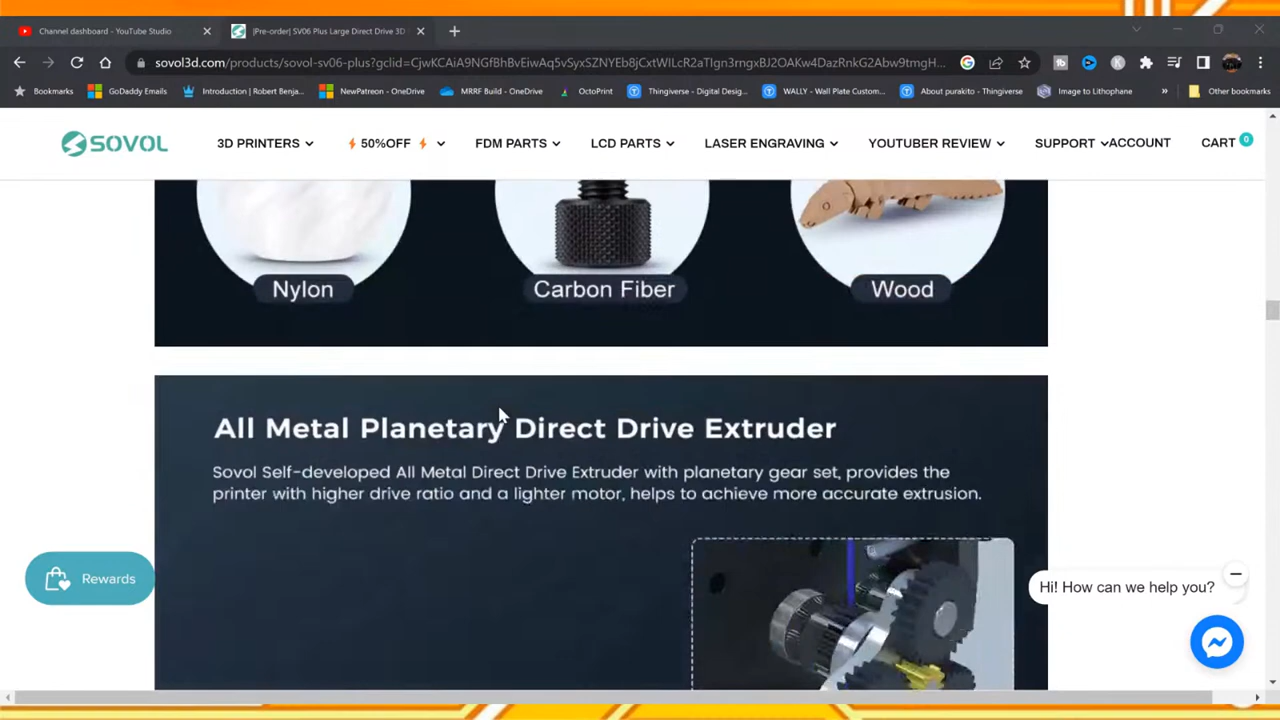 Channel dashboard - YouTube Studio
|Pre-order| SV06 Plus Large Direct Drive 3D
sovol3d.com/products/sovol-sv06-plus?gclid=CjwKCAiA9NGfBhBvEiwAq5vSyxSZNYEb8jCxtWILcR2aTIgn3rngxBJ2OAKw4DazRnkG2Abw9tmgH...
Bookmarks
GoDaddy Emails
Introduction | Robert Benja...
NewPatreon - OneDrive
MRRF Build - OneDrive
OctoPrint
Thingiverse - Digital Desi...
WALLY - Wall Plate Custom...
About purakito - Thingiverse
Image to Lithophane
Other bookmarks
SOVOL
3D PRINTERS
50%OFF
FDM PARTS
LCD PARTS
LASER ENGRAVING
YOUTUBER REVIEW
SUPPORT
ACCOUNT
CART 0
Nylon
Carbon Fiber
Wood
All Metal Planetary Direct Drive Extruder
Sovol Self-developed All Metal Direct Drive Extruder with planetary gear set, provides the
printer with higher drive ratio and a lighter motor, helps to achieve more accurate extrusion.
Rewards
Hi! How can we help you?